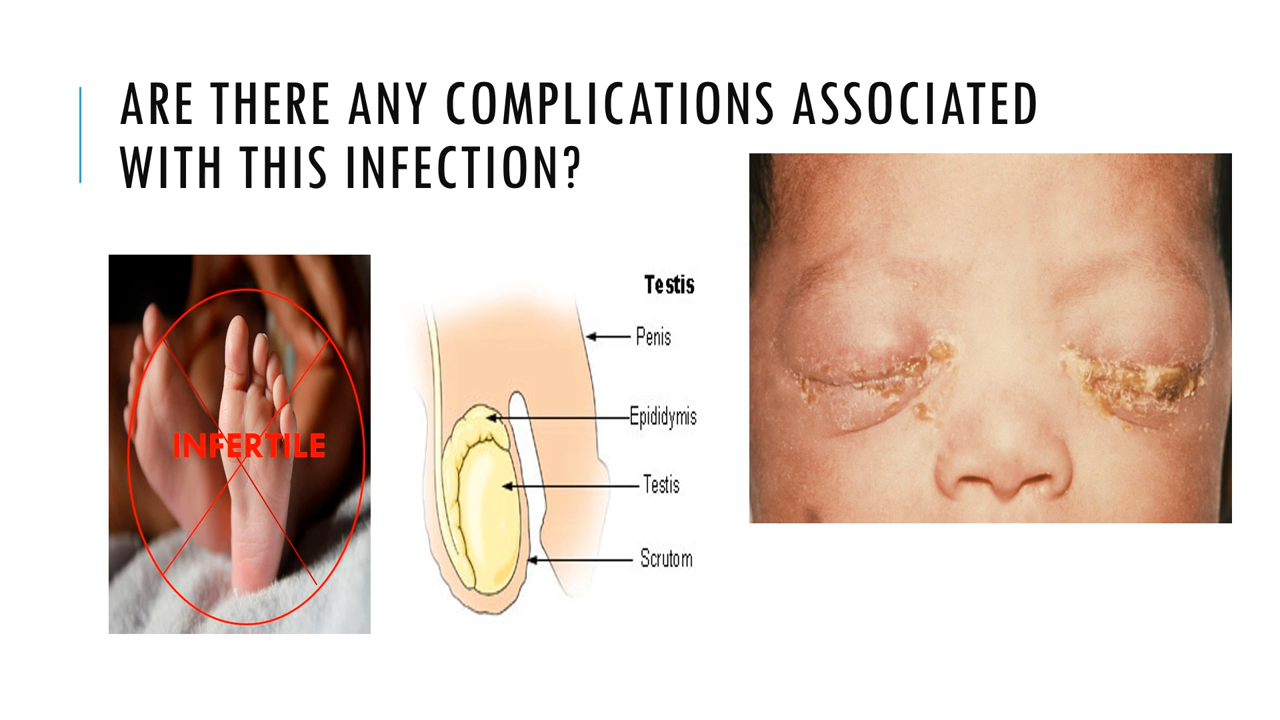 ARE THERE ANY COMPLICATIONS ASSOCIATED
WITH THIS INFECTION?
INFERTILE
Testis
Penis
Epididymis
Testis
Scrutom